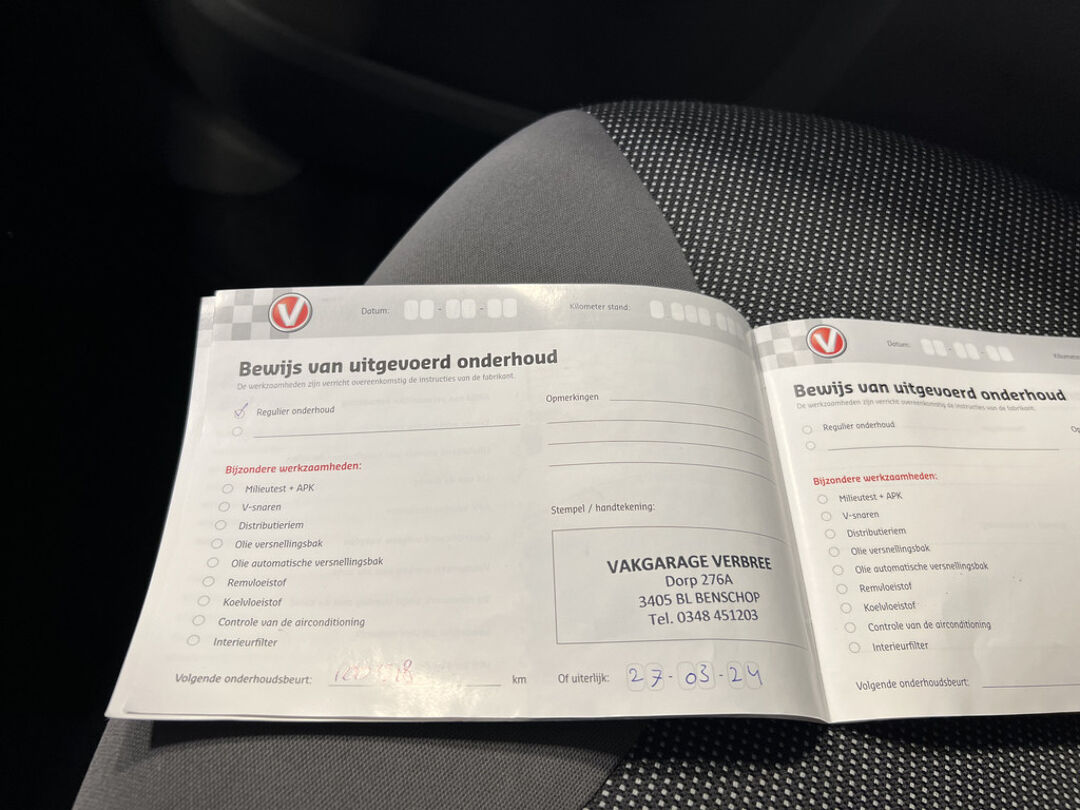 V
Datum: - -
Kilometer stand:
Bewijs van uitgevoerd onderhoud
De werkzaamheden zijn verricht overeenkomstig de instructies van de fabrikant.
Regulier onderhoud
Opmerkingen
Bijzondere werkzaamheden:
Milieutest + APK
V-snaren
Distributieriem
Olie versnellingsbak
Olie automatische versnellingsbak
Remvloeistof
Koelvloeistof
Controle van de airconditioning
Interieurfilter
Stempel / handtekening:
VAKGARAGE VERBREE
Dorp 276A
3405 BL BENSCHOP
Tel. 0348 451203
Volgende onderhoudsbeurt: km
Of uiterlijk: 27-03-24
V
Datum: - -
Bewijs van uitgevoerd onderhoud
De werkzaamheden zijn verricht overeenkomstig de instructies van de fabrikant.
Regulier onderhoud
Bijzondere werkzaamheden:
Milieutest + APK
V-snaren
Distributieriem
Olie versnellingsbak
Olie automatische versnellingsbak
Remvloeistof
Koelvloeistof
Controle van de airconditioning
Interieurfilter
Volgende onderhoudsbeurt: